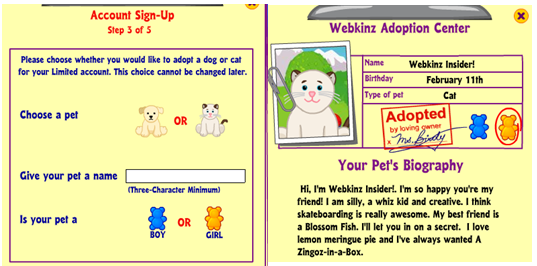 Account Sign-Up
Step 3 of 5
Please choose whether you would like to adopt a dog or cat
for your Limited account. This choice cannot be changed later.
Choose a pet
OR
Give your pet a name
(Three-Character Minimum)
Is your pet a
BOY
OR
GIRL
Webkinz Adoption Center
Name Webkinz Insider!
Birthday February 11th
Type of pet Cat
Adopted
by loving owner
x Ms. Birdy
Your Pet's Biography
Hi, I'm Webkinz Insider!. I'm so happy you're my
friend! I am silly, a whiz kid and creative. I think
skateboarding is really awesome. My best friend is
a Blossom Fish. I'll let you in on a secret. I love
lemon meringue pie and I've always wanted A
Zingoz-in-a-Box.